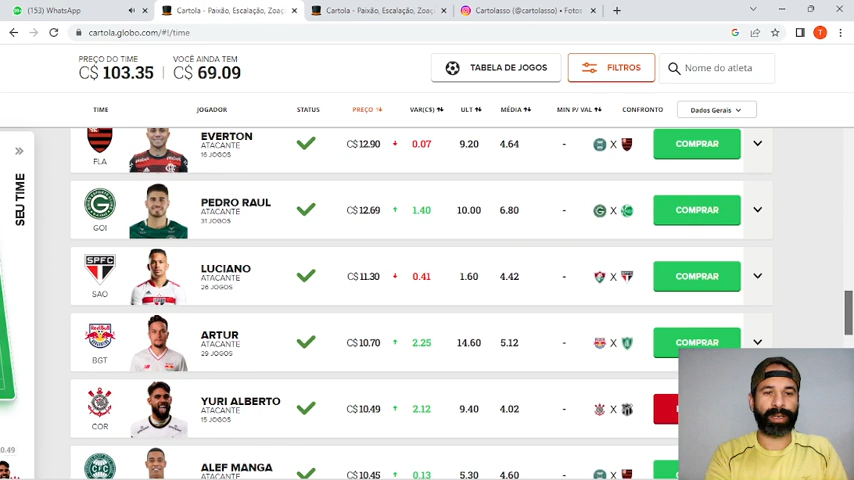 (153) WhatsApp
Cartola - Paixão, Escalação, Zoaç
Cartola - Paixão, Escalação, Zoaç
Cartolasso (@cartolasso) • Fotos
cartola.globo.com/#!/time
PREÇO DO TIME
C$ 103.35
VOCÊ AINDA TEM
C$ 69.09
TABELA DE JOGOS
FILTROS
Nome do atleta
TIME JOGADOR STATUS PREÇO VAR(C$) ULT MÉDIA MIN P/ VAL CONFRONTO Dados Gerais
SEU TIME
FLA EVERTON C$ 12.90 0.07 9.20 4.64 - X COMPRAR
ATACANTE
16 JOGOS
GOI PEDRO RAUL C$ 12.69 1.40 10.00 6.80 - X COMPRAR
ATACANTE
31 JOGOS
SPFC
SAO LUCIANO C$ 11.30 0.41 1.60 4.42 - X COMPRAR
ATACANTE
26 JOGOS
BGT ARTUR C$ 10.70 2.25 14.60 5.12 - X COMPRAR
ATACANTE
29 JOGOS
COR YURI ALBERTO C$ 10.49 2.12 9.40 4.02 - X
ATACANTE
15 JOGOS
ALEF MANGA C$ 10.45 0.13 5.30 4.60 - X
ATACANTE
0.49